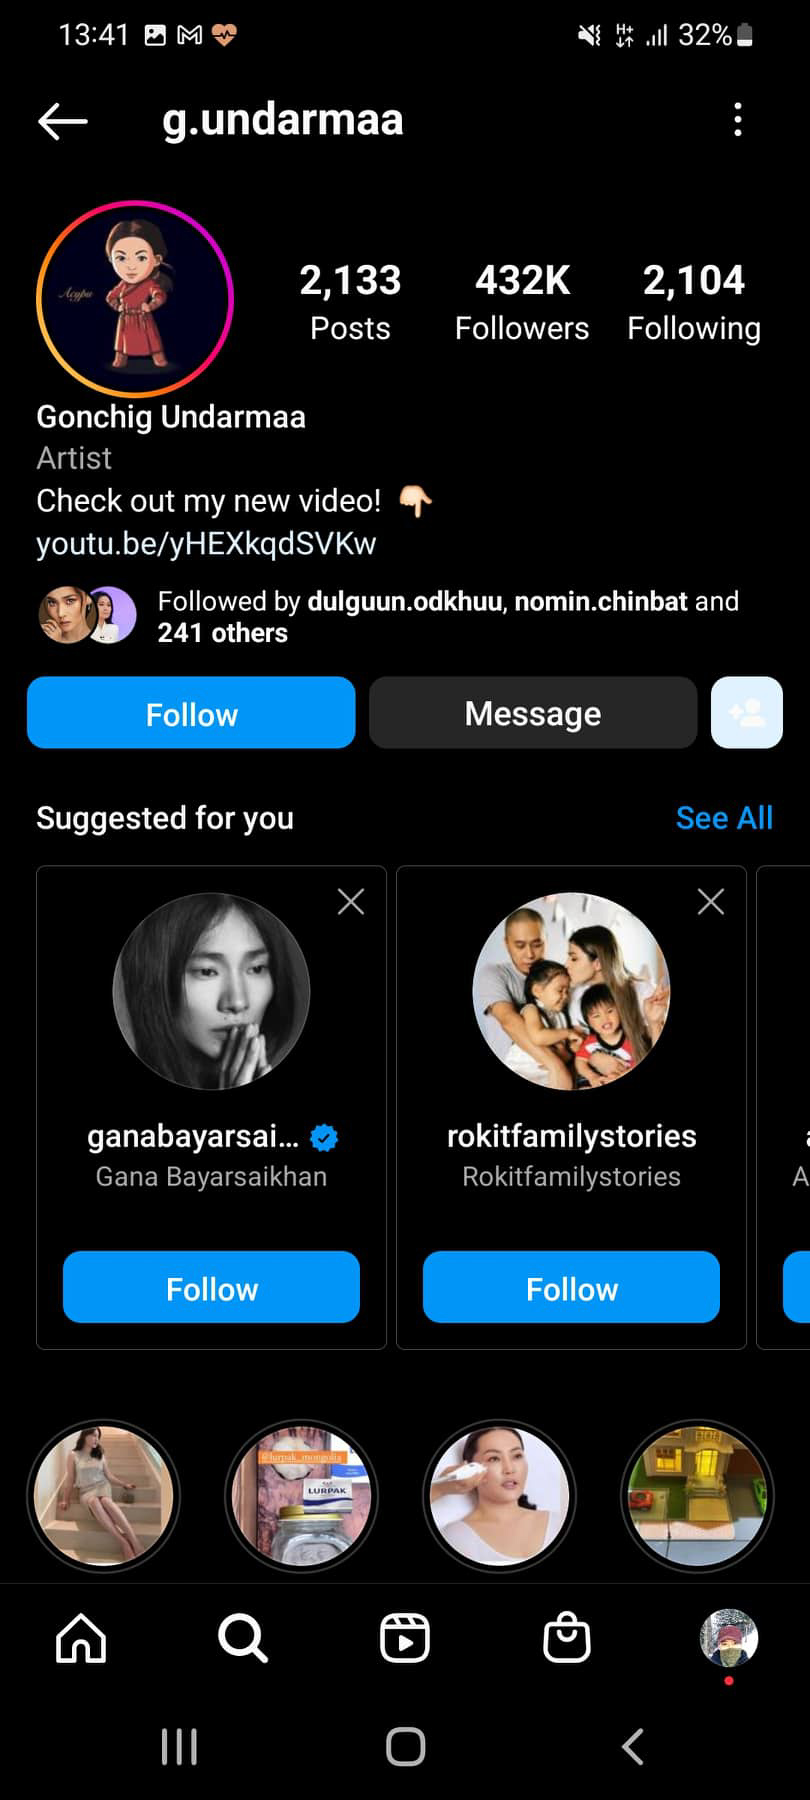 13:41
H+
32%
g.undarmaa
Асури
2,133
Posts
432K
Followers
2,104
Following
Gonchig Undarmaa
Artist
Check out my new video! 👇🏻
youtu.be/yHEXkqdSVKw
Followed by dulguun.odkhuu, nomin.chinbat and
241 others
Follow
Message
Suggested for you
See All
ganabayarsai...
Gana Bayarsaikhan
Follow
rokitfamilystories
Rokitfamilystories
Follow
A
@lurpak_mongolia
LURPAK